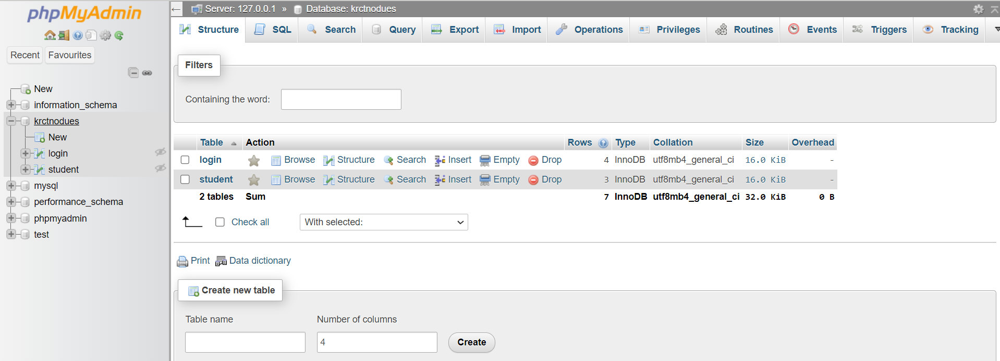 phpMyAdmin
Recent Favourites
New
information_schema
krctnodues
New
login
student
mysql
performance_schema
phpmyadmin
test
Server: 127.0.0.1 » Database: krctnodues
Structure SQL Search Query Export Import Operations Privileges Routines Events Triggers Tracking
Filters
Containing the word:
Table Action Rows Type Collation Size Overhead
login Browse Structure Search Insert Empty Drop 4 InnoDB utf8mb4_general_ci 16.0 KiB -
student Browse Structure Search Insert Empty Drop 3 InnoDB utf8mb4_general_ci 16.0 KiB -
2 tables Sum 7 InnoDB utf8mb4_general_ci 32.0 KiB 0 B
Check all With selected:
Print Data dictionary
Create new table
Table name Number of columns
4 Create